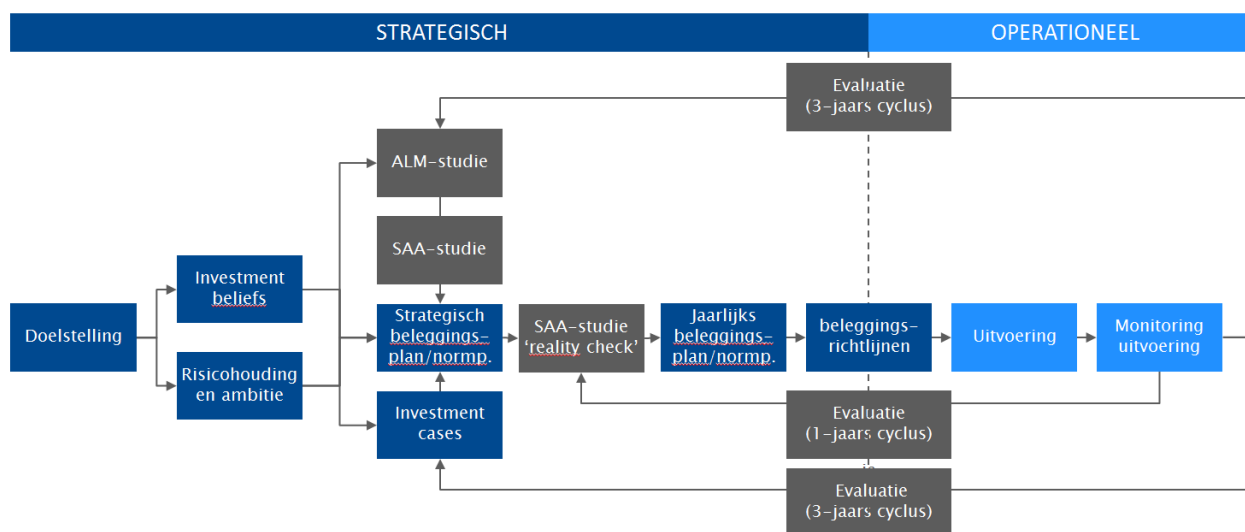 STRATEGISCH
OPERATIONEEL
Evaluatie
(3-jaars cyclus)
ALM-studie
SAA-studie
Doelstelling
Investment
beliefs
Risicohouding
en ambitie
Strategisch
beleggings-
plan/normp.
Investment
cases
SAA-studie
‘reality check’
Jaarlijks
beleggings-
plan/normp.
beleggings-
richtlijnen
Uitvoering
Monitoring
uitvoering
Evaluatie
(1-jaars cyclus)
Evaluatie
(3-jaars cyclus)